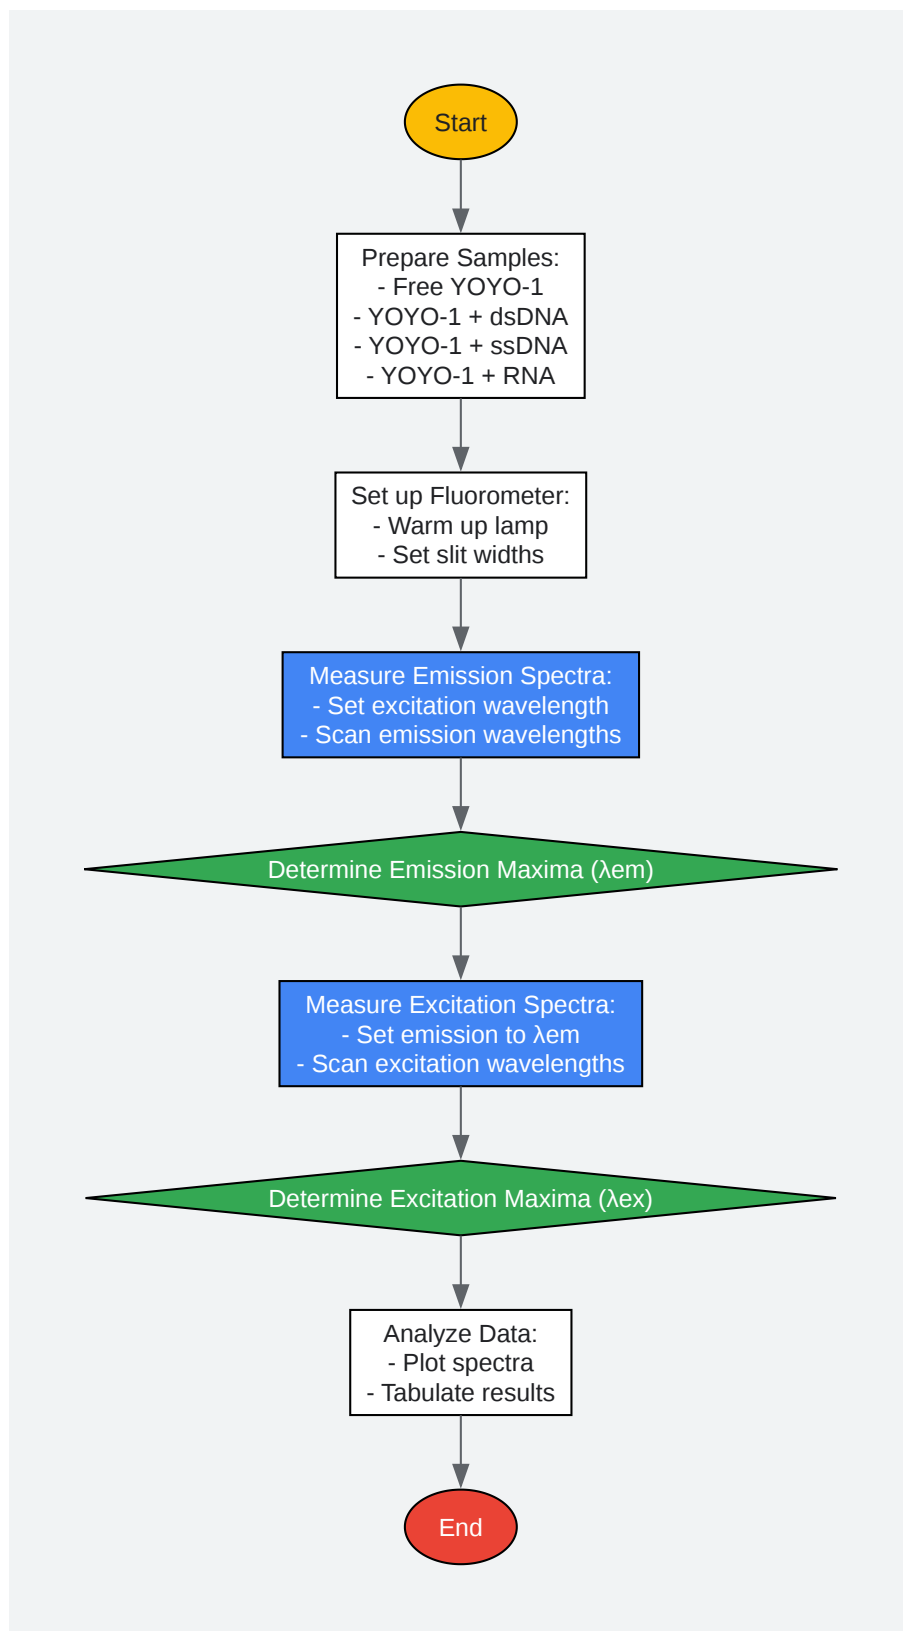 Start
Prepare Samples:
- Free YOYO-1
- YOYO-1 + dsDNA
- YOYO-1 + ssDNA
- YOYO-1 + RNA
Set up Fluorometer:
- Warm up lamp
- Set slit widths
Measure Emission Spectra:
- Set excitation wavelength
- Scan emission wavelengths
Determine Emission Maxima (λem)
Measure Excitation Spectra:
- Set emission to λem
- Scan excitation wavelengths
Determine Excitation Maxima (λex)
Analyze Data:
- Plot spectra
- Tabulate results
End